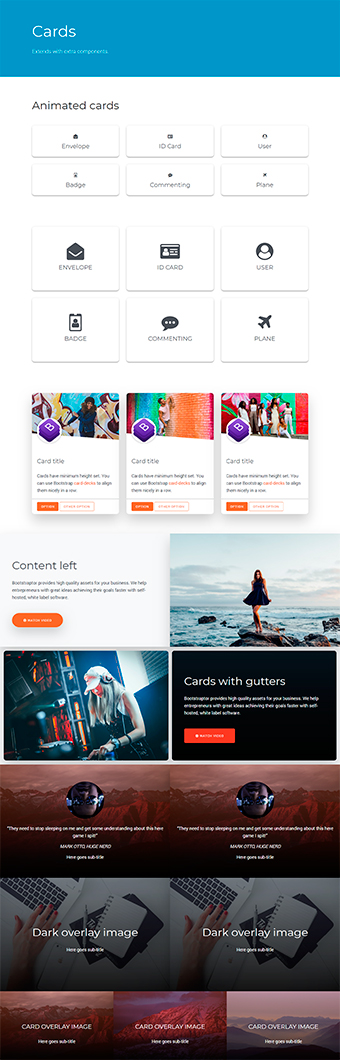 Cards
Extends with extra components.
Animated cards
Envelope
ID Card
User
Badge
Commenting
Plane
ENVELOPE
ID CARD
USER
BADGE
COMMENTING
PLANE
B
B
B
Card title
Card title
Card title
Cards have minimum height set. You
can use Bootstrap card-decks to align
them nicely in a row.
Cards have minimum height set. You
can use Bootstrap card-decks to align
them nicely in a row.
Cards have minimum height set. You
can use Bootstrap card-decks to align
them nicely in a row.
OPTION
OTHER OPTION
OPTION
OTHER OPTION
OPTION
OTHER OPTION
Content left
Bootstraptor provides high quality assets for your business. We help
entrepreneurs with great ideas achieving their goals faster with self-
hosted, white label software.
WATCH VIDEO
Cards with gutters
Bootstraptor provides high quality assets for your business. We help
entrepreneurs with great ideas achieving their goals faster with self-
hosted, white label software.
WATCH VIDEO
"They need to stop sleeping on me and get some understanding about this here
game I spit!"
MARK OTTO, HUGE NERD
Here goes sub-title
"They need to stop sleeping on me and get some understanding about this here
game I spit!"
MARK OTTO, HUGE NERD
Here goes sub-title
Dark overlay image
Here goes sub-title
Dark overlay image
Here goes sub-title
CARD OVERLAY IMAGE
Here goes sub-title
CARD OVERLAY IMAGE
Here goes sub-title
CARD OVERLAY IMAGE
Here goes sub-title